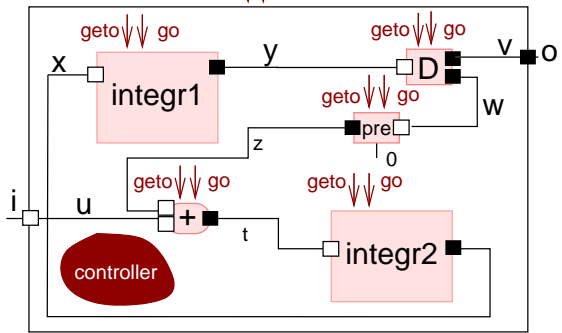 geto go
geto go
x
y
v
o
D
integr1
w
geto go
pre
z
0
geto go
geto go
i
u
+
t
integr2
controller